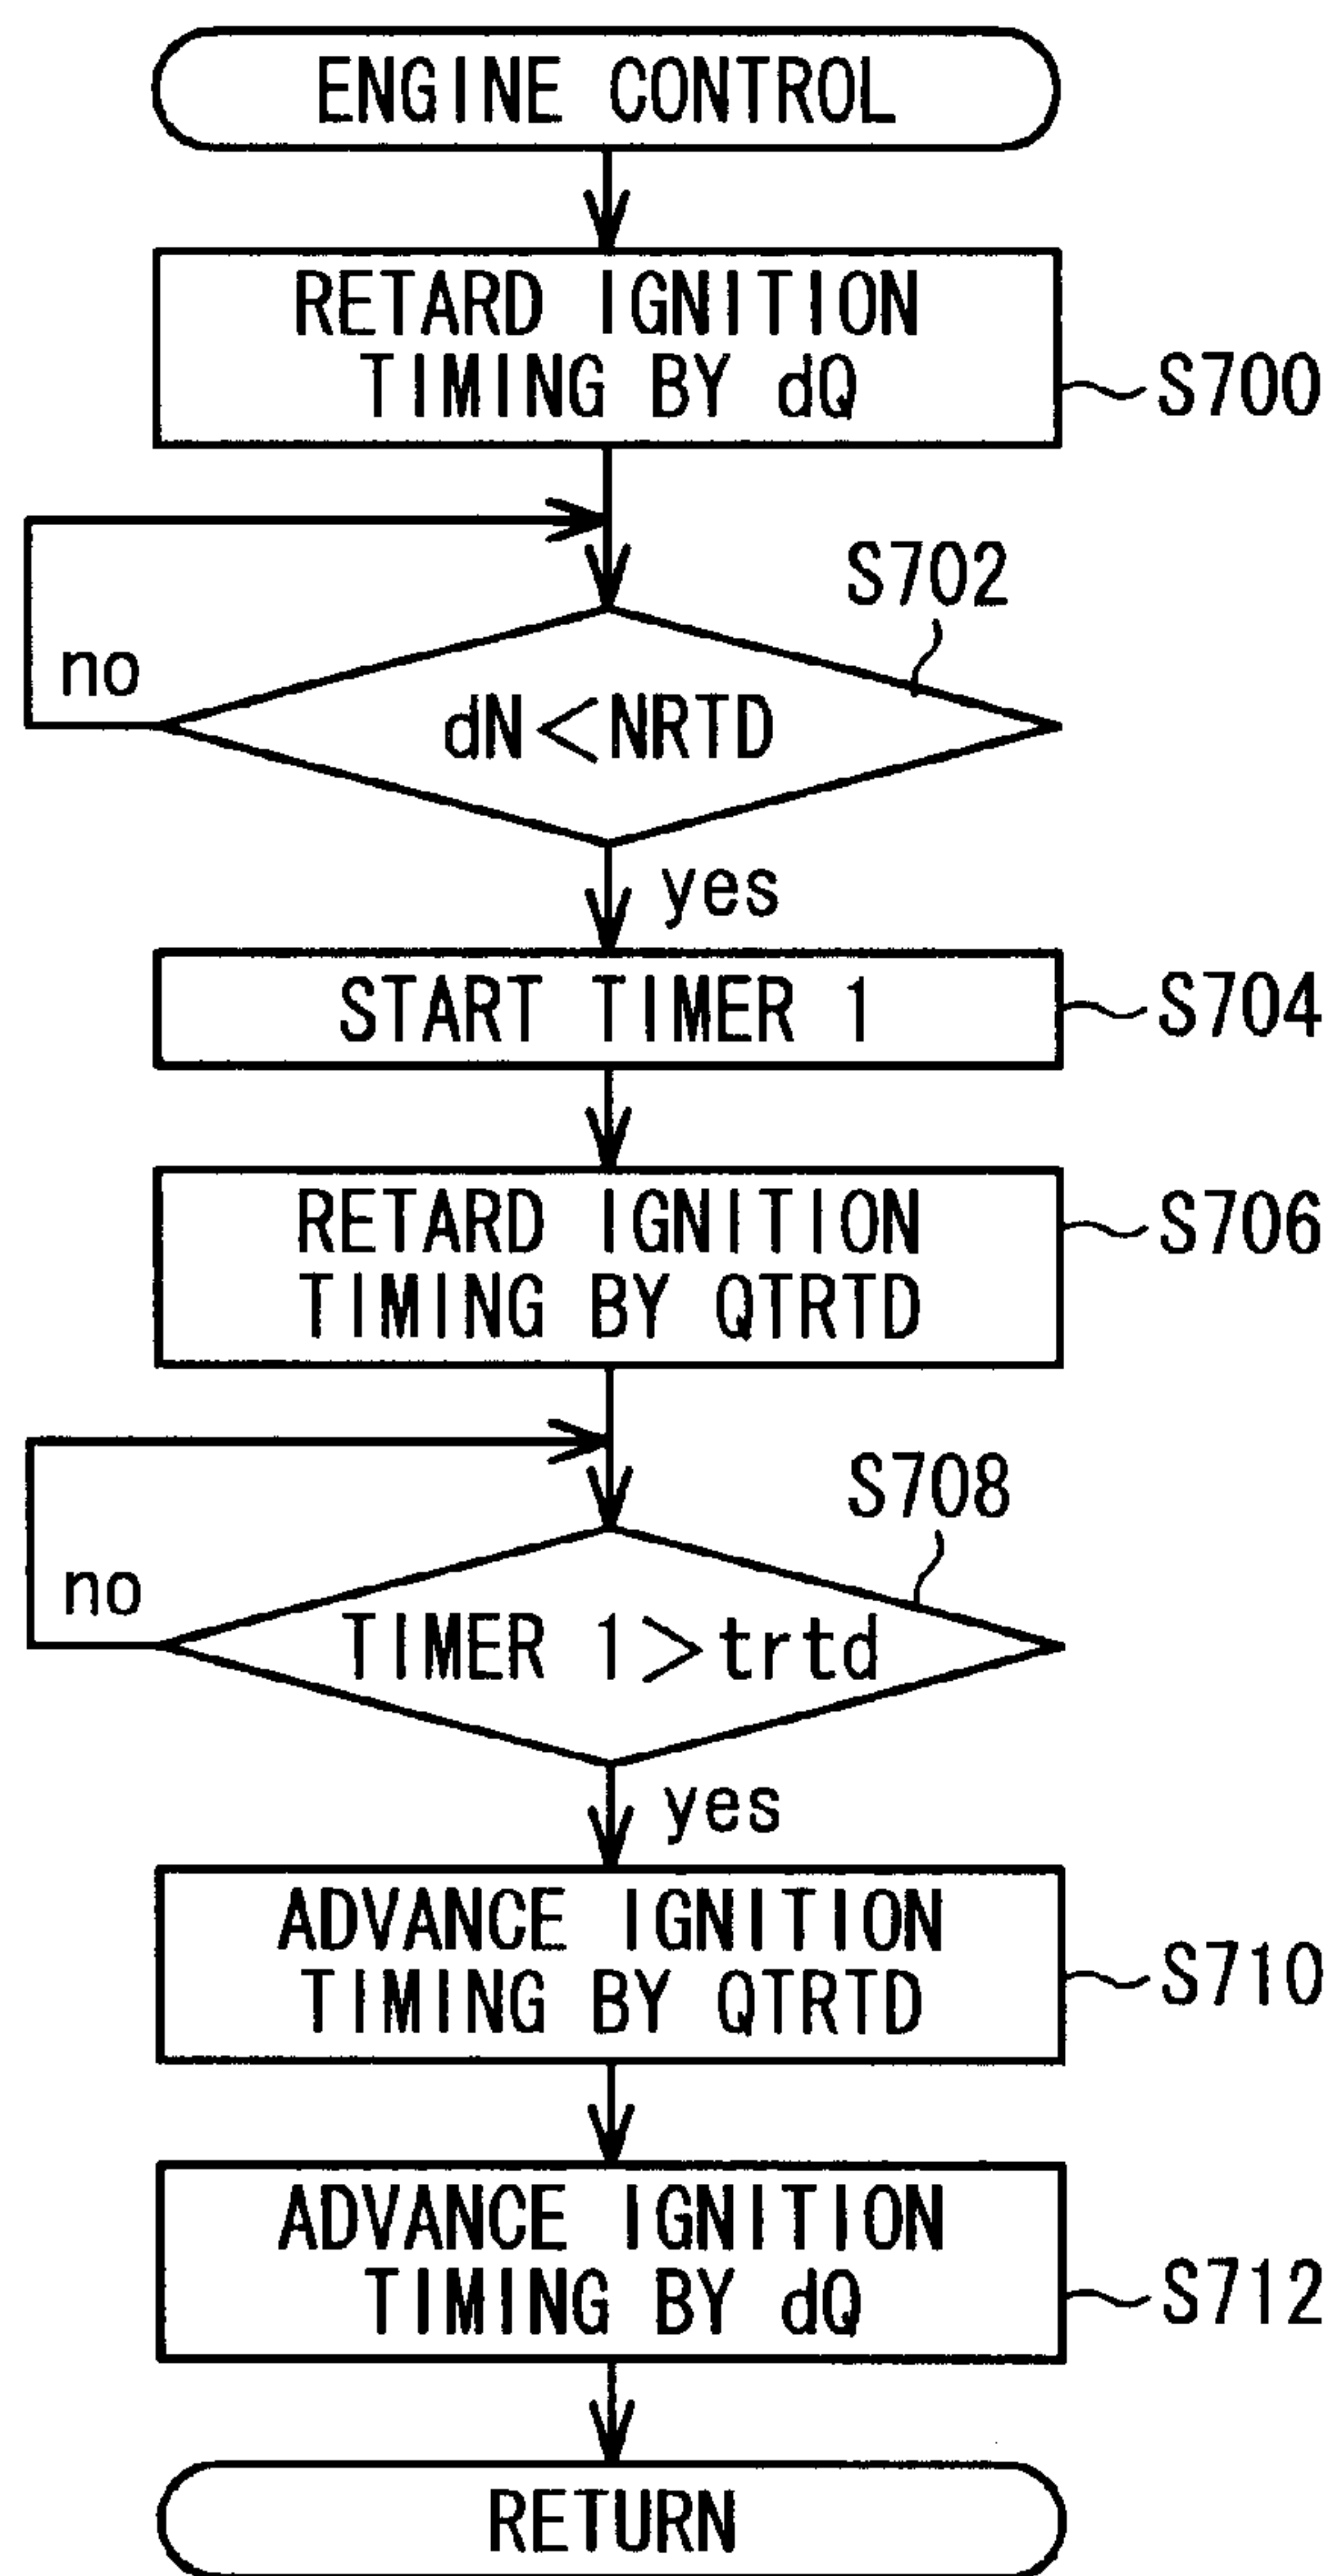 ENGINE CONTROL
RETARD IGNITION
TIMING BY dQ
S700
S702
no
dN<NRTD
yes
START TIMER 1
S704
RETARD IGNITION
TIMING BY QTRTD
S706
S708
no
TIMER 1>trtd
yes
ADVANCE IGNITION
TIMING BY QTRTD
S710
ADVANCE IGNITION
TIMING BY dQ
S712
RETURN